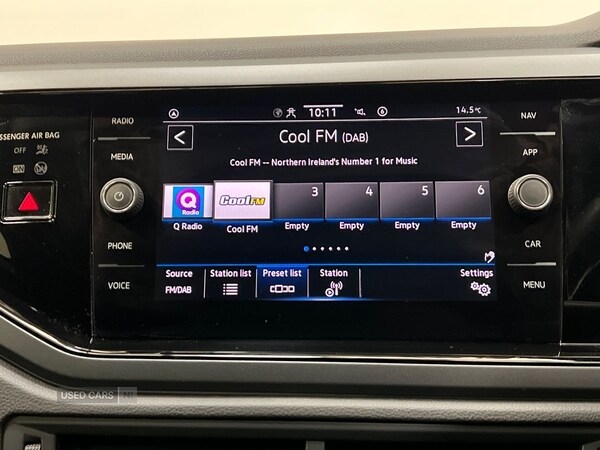 10:11
14.5°C
Cool FM (DAB)
Cool FM -- Northern Ireland's Number 1 for Music
Q
Radio
Q Radio
Cool FM
Cool FM
3
Empty
4
Empty
5
Empty
6
Empty
Source
FM/DAB
Station list
Preset list
Station
Settings
RADIO
MEDIA
PHONE
VOICE
NAV
APP
CAR
MENU
SSENGER AIR BAG
OFF
ON
USED CARS NI